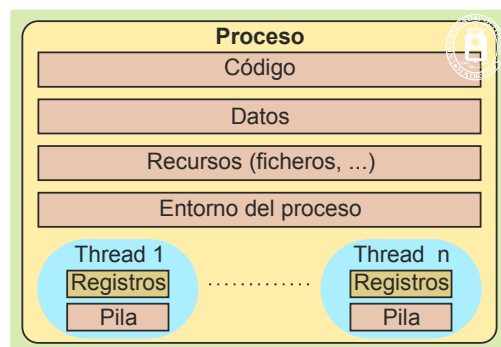 Proceso
Código
Datos
Recursos (ficheros, ...)
Entorno del proceso
Thread 1 ............. Thread n
Registros Registros
Pila Pila